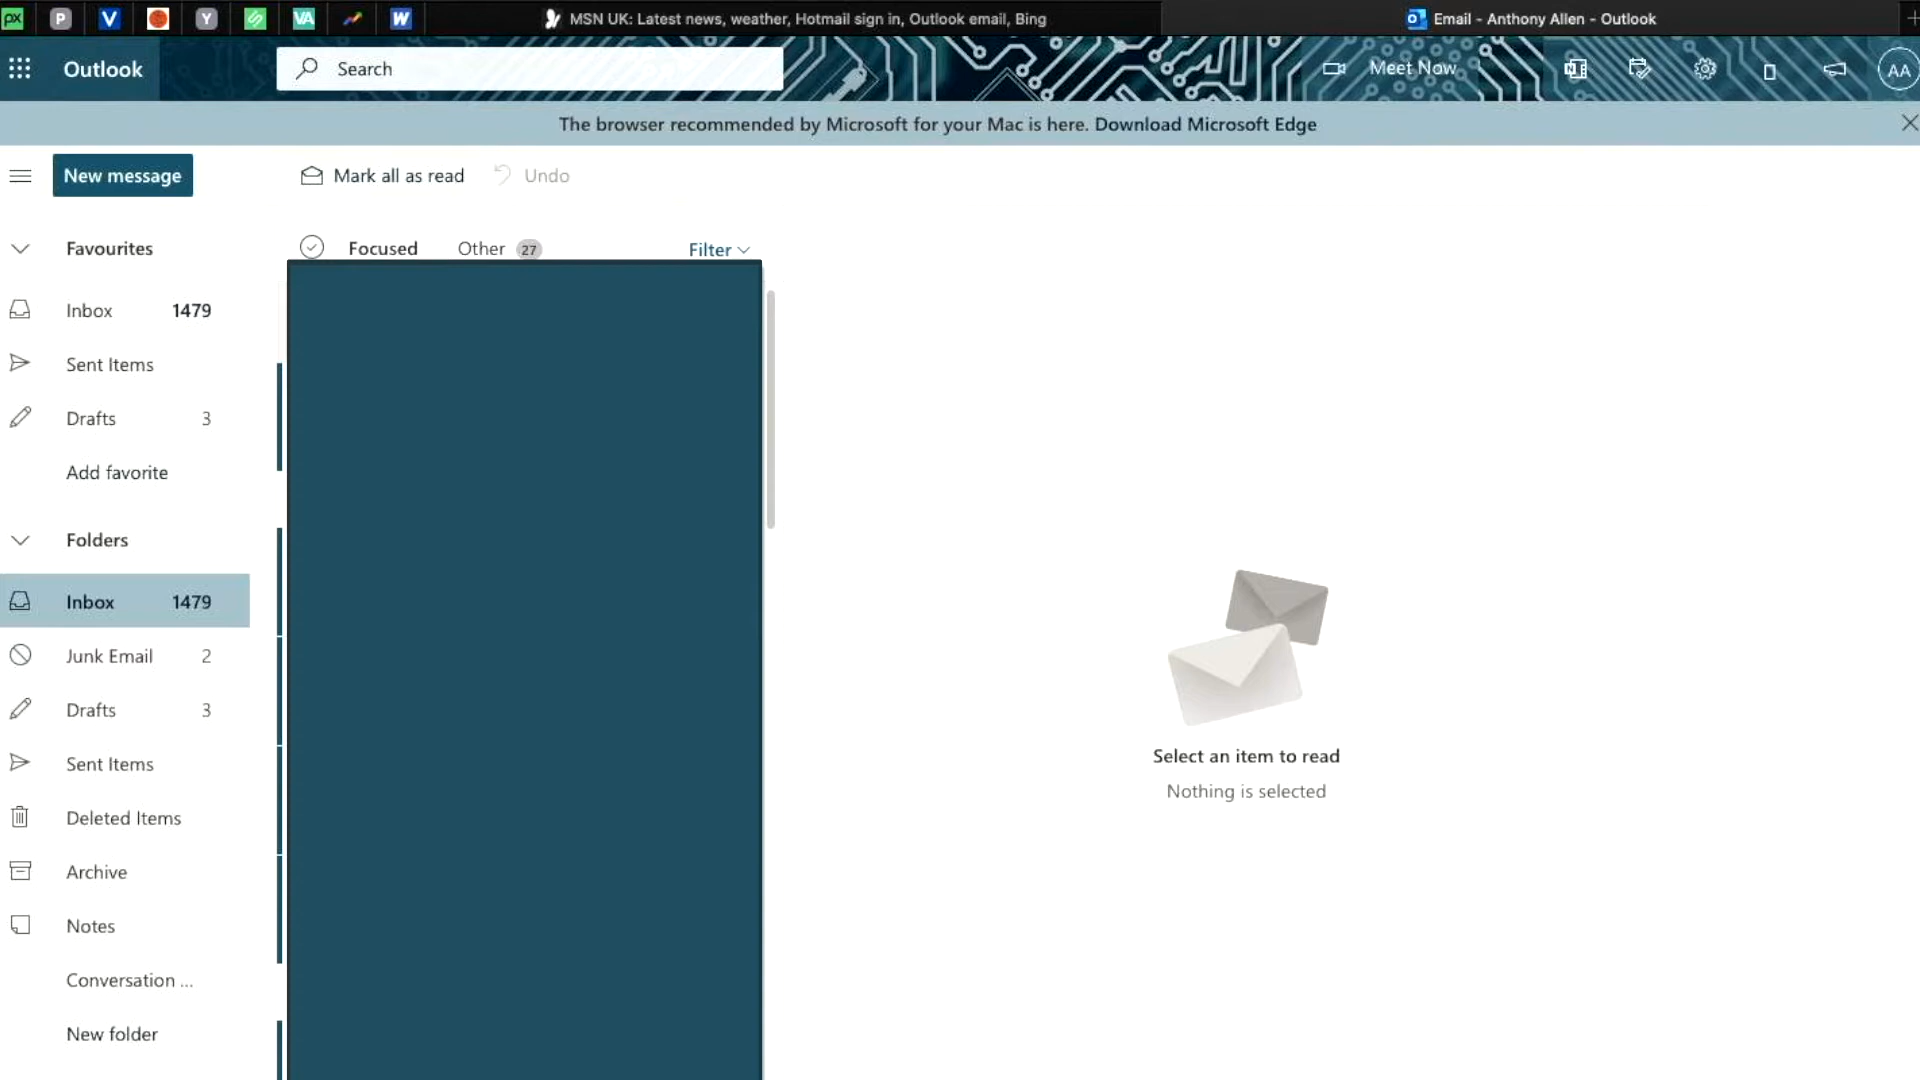 PX P V Y VA W MSN UK: Latest news, weather, Hotmail sign in, Outlook email, Bing Email - Anthony Allen - Outlook
Outlook Search Meet Now AA
The browser recommended by Microsoft for your Mac is here. Download Microsoft Edge
New message Mark all as read Undo
Favourites Focused Other 27 Filter
Inbox 1479
Sent Items
Drafts 3
Add favorite
Folders
Inbox 1479
Junk Email 2
Drafts 3
Sent Items
Deleted Items
Archive
Notes
Conversation ...
New folder
Select an item to read
Nothing is selected